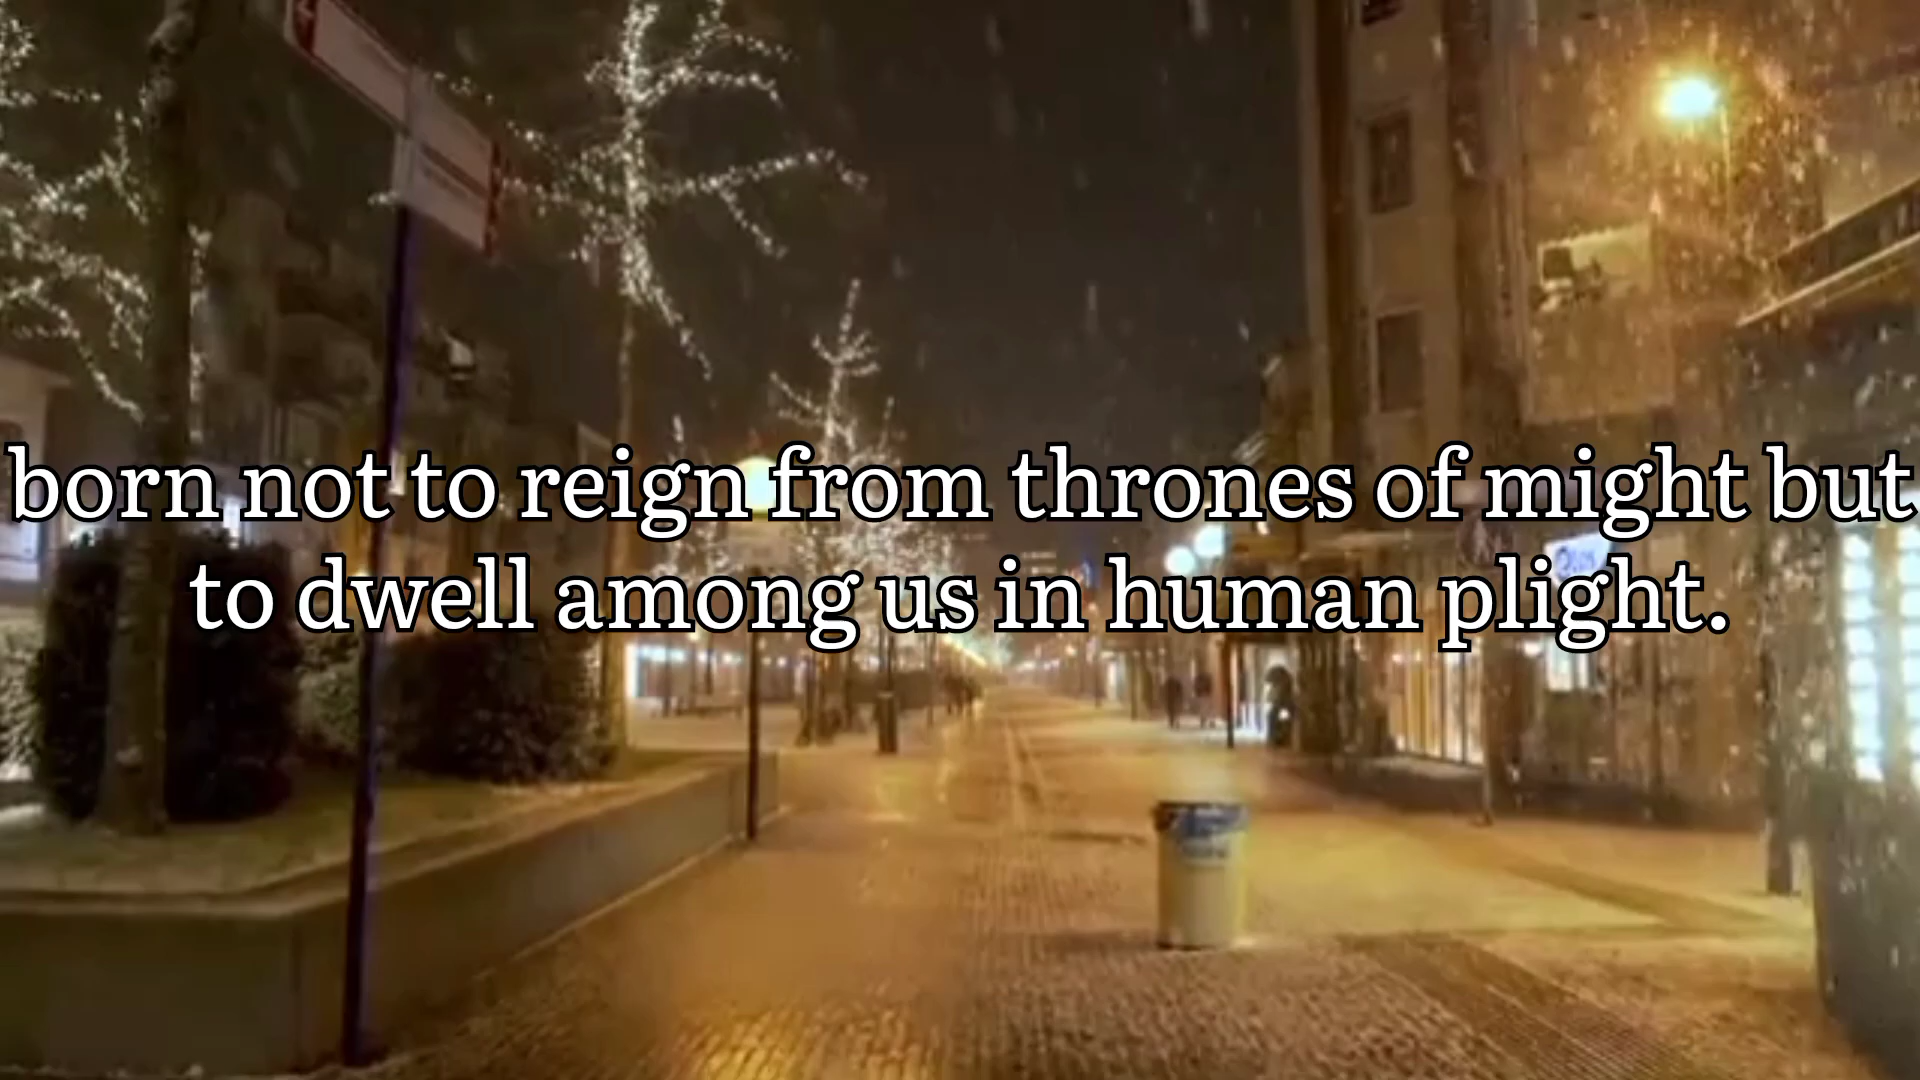 born not to reign from thrones of might but
to dwell among us in human plight.